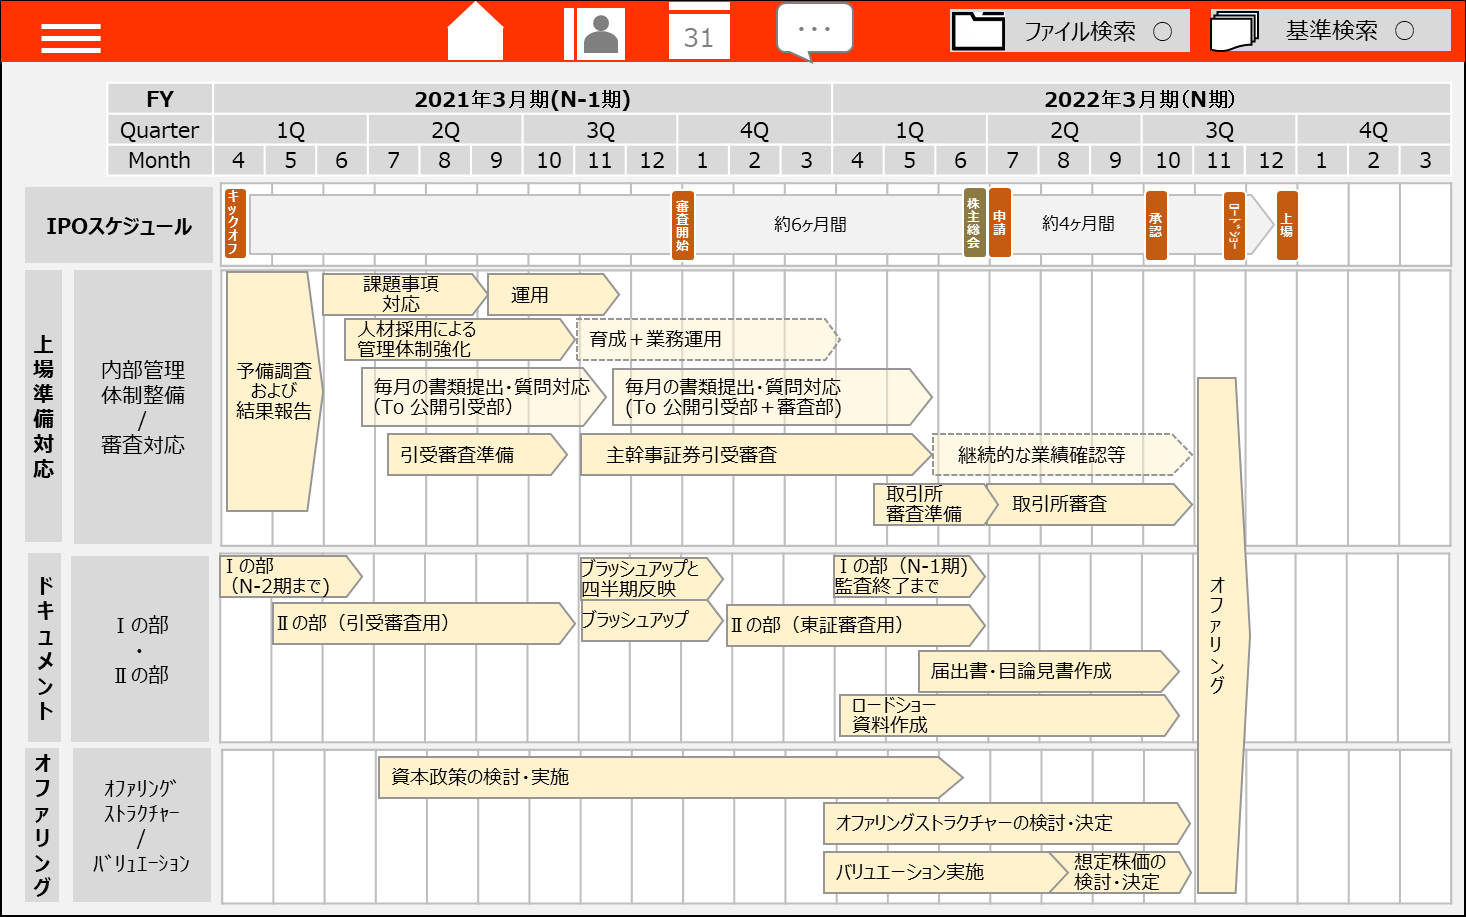 31
...
ファイル検索 ○
基準検索 ○
FY 2021年3月期(N-1期) 2022年3月期(N期)
Quarter 1Q 2Q 3Q 4Q 1Q 2Q 3Q 4Q
Month 4 5 6 7 8 9 10 11 12 1 2 3 4 5 6 7 8 9 10 11 12 1 2 3
IPOスケジュール
キックオフ
審査開始
約6ヶ月間
株主総会
申請
約4ヶ月間
承認
ロードショー
上場
上場準備対応
内部管理
体制整備
/
審査対応
予備調査
および
結果報告
課題事項
対応
運用
人材採用による
管理体制強化
育成+業務運用
毎月の書類提出・質問対応
(To 公開引受部)
毎月の書類提出・質問対応
(To 公開引受部+審査部)
引受審査準備
主幹事証券引受審査
継続的な業績確認等
取引所
審査準備
取引所審査
ドキュメント
Ⅰの部
・
Ⅱの部
Ⅰの部
(N-2期まで)
ブラッシュアップと
四半期反映
Ⅰの部 (N-1期)
監査終了まで
Ⅱの部 (引受審査用)
ブラッシュアップ
Ⅱの部 (東証審査用)
届出書・目論見書作成
ロードショー
資料作成
オファリング
オファリング
ｵﾌｧﾘﾝｸﾞ
ｽﾄﾗｸﾁｬｰ
/
ﾊﾞﾘｭｴｰｼｮﾝ
資本政策の検討・実施
オファリングストラクチャーの検討・決定
バリュエーション実施
想定株価の
検討・決定